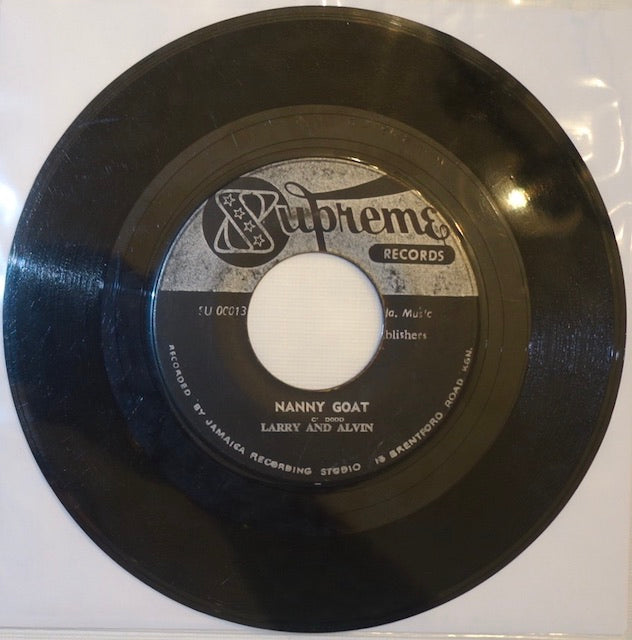 Supreme
RECORDS
SU 00013
Ja. Music
blishers
NANNY GOAT
C. DODD
LARRY AND ALVIN
RECORDED BY JAMAICA RECORDING STUDIO 13 BRENTFORD ROAD KGN.